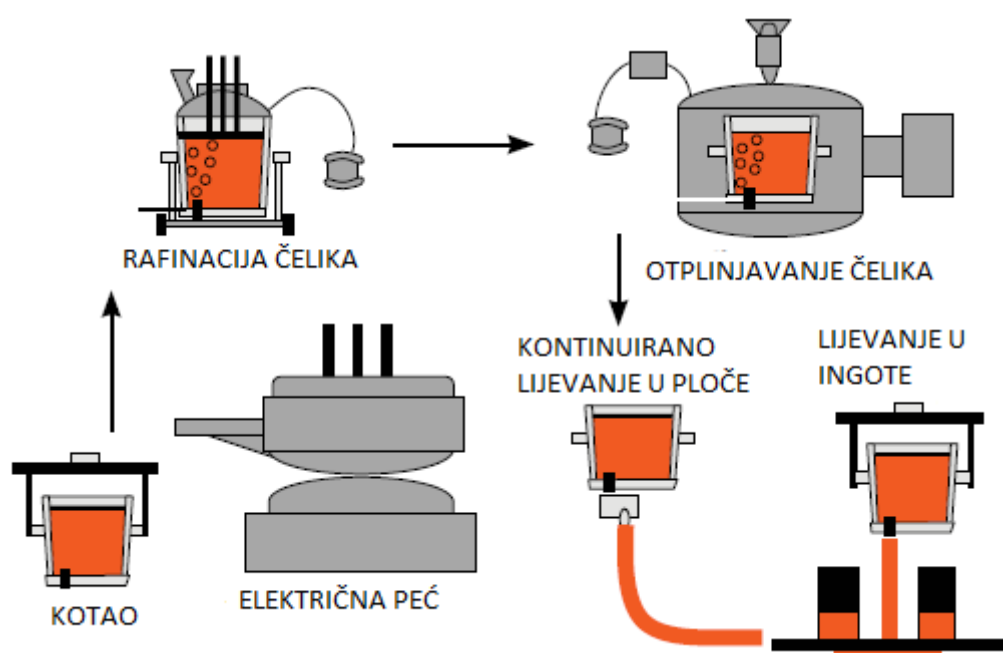 RAFINACIJA ČELIKA
OTPLINJAVANJE ČELIKA
KONTINUIRANO
LIJEVANJE U PLOČE
LIJEVANJE U
INGOTE
KOTAO
ELEKTRIČNA PEĆ